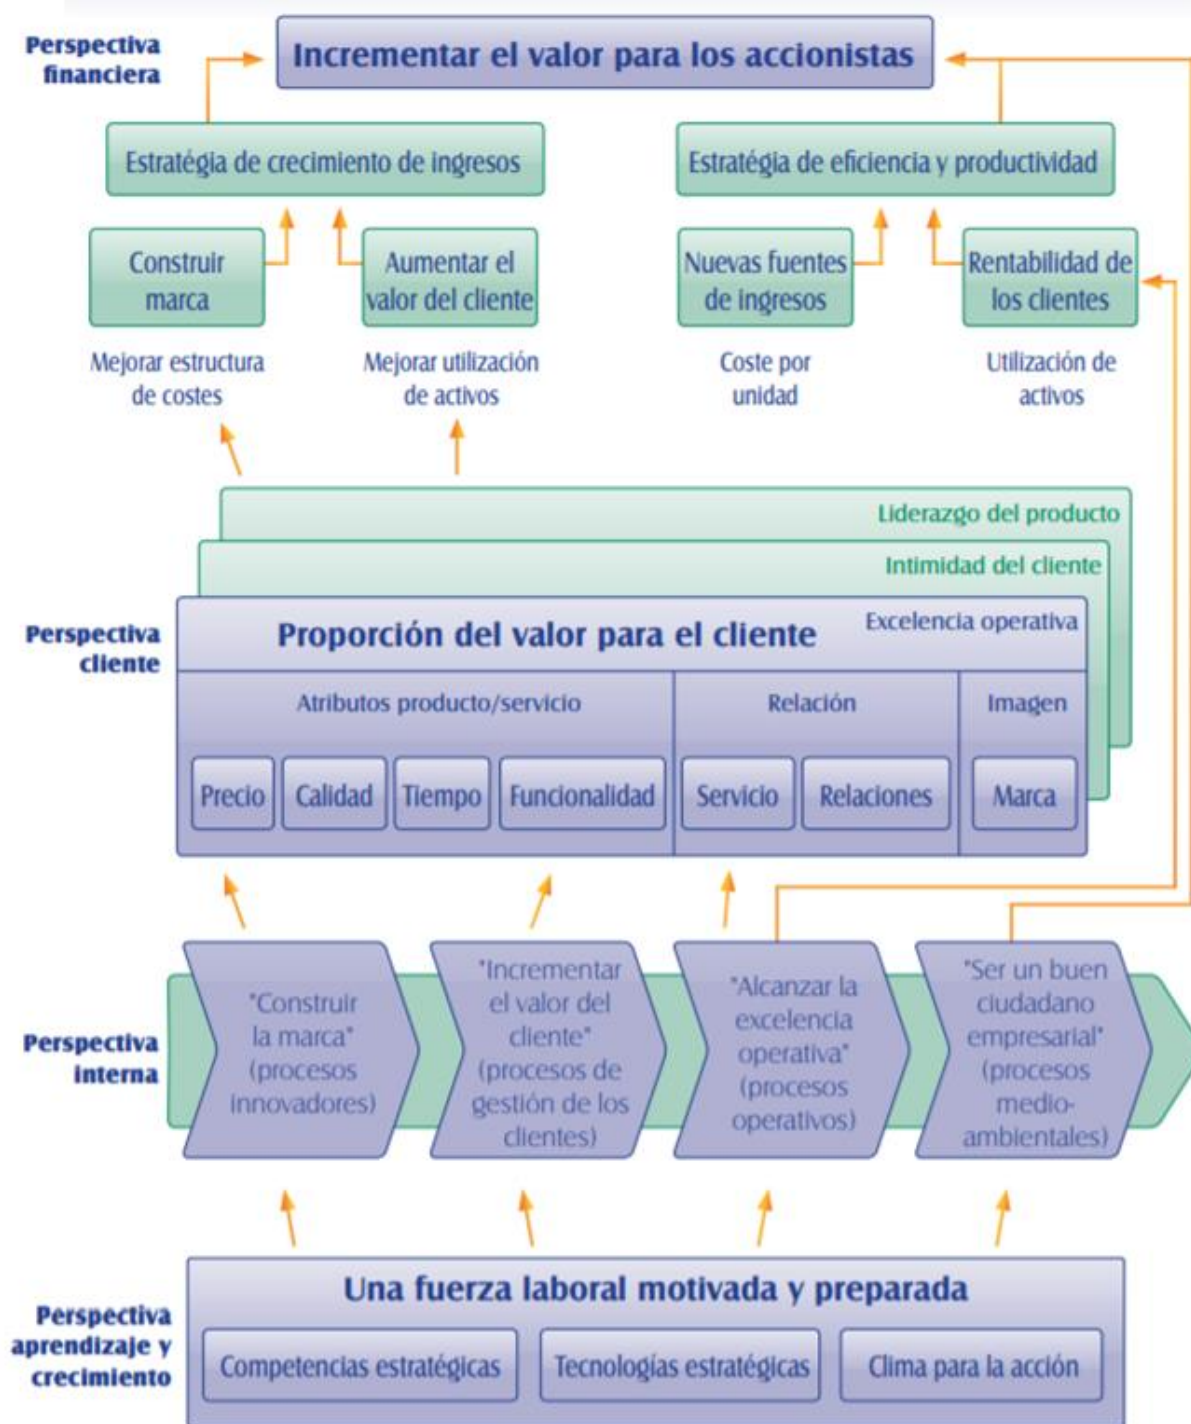 Perspectiva
financiera
Incrementar el valor para los accionistas
Estratégia de crecimiento de ingresos
Estratégia de eficiencia y productividad
Construir
marca
Aumentar el
valor del cliente
Nuevas fuentes
de ingresos
Rentabilidad de
los clientes
Mejorar estructura
de costes
Mejorar utilización
de activos
Coste por
unidad
Utilización de
activos
Liderazgo del producto
Intimidad del cliente
Perspectiva
cliente
Proporción del valor para el cliente
Excelencia operativa
Atributos producto/servicio
Relación
Imagen
Precio
Calidad
Tiempo
Funcionalidad
Servicio
Relaciones
Marca
Perspectiva
interna
"Construir
la marca"
(procesos
innovadores)
"Incrementar
el valor del
cliente"
(procesos de
gestión de los
clientes)
"Alcanzar la
excelencia
operativa"
(procesos
operativos)
"Ser un buen
ciudadano
empresarial"
(procesos
medio-
ambientales)
Perspectiva
aprendizaje y
crecimiento
Una fuerza laboral motivada y preparada
Competencias estratégicas
Tecnologías estratégicas
Clima para la acción